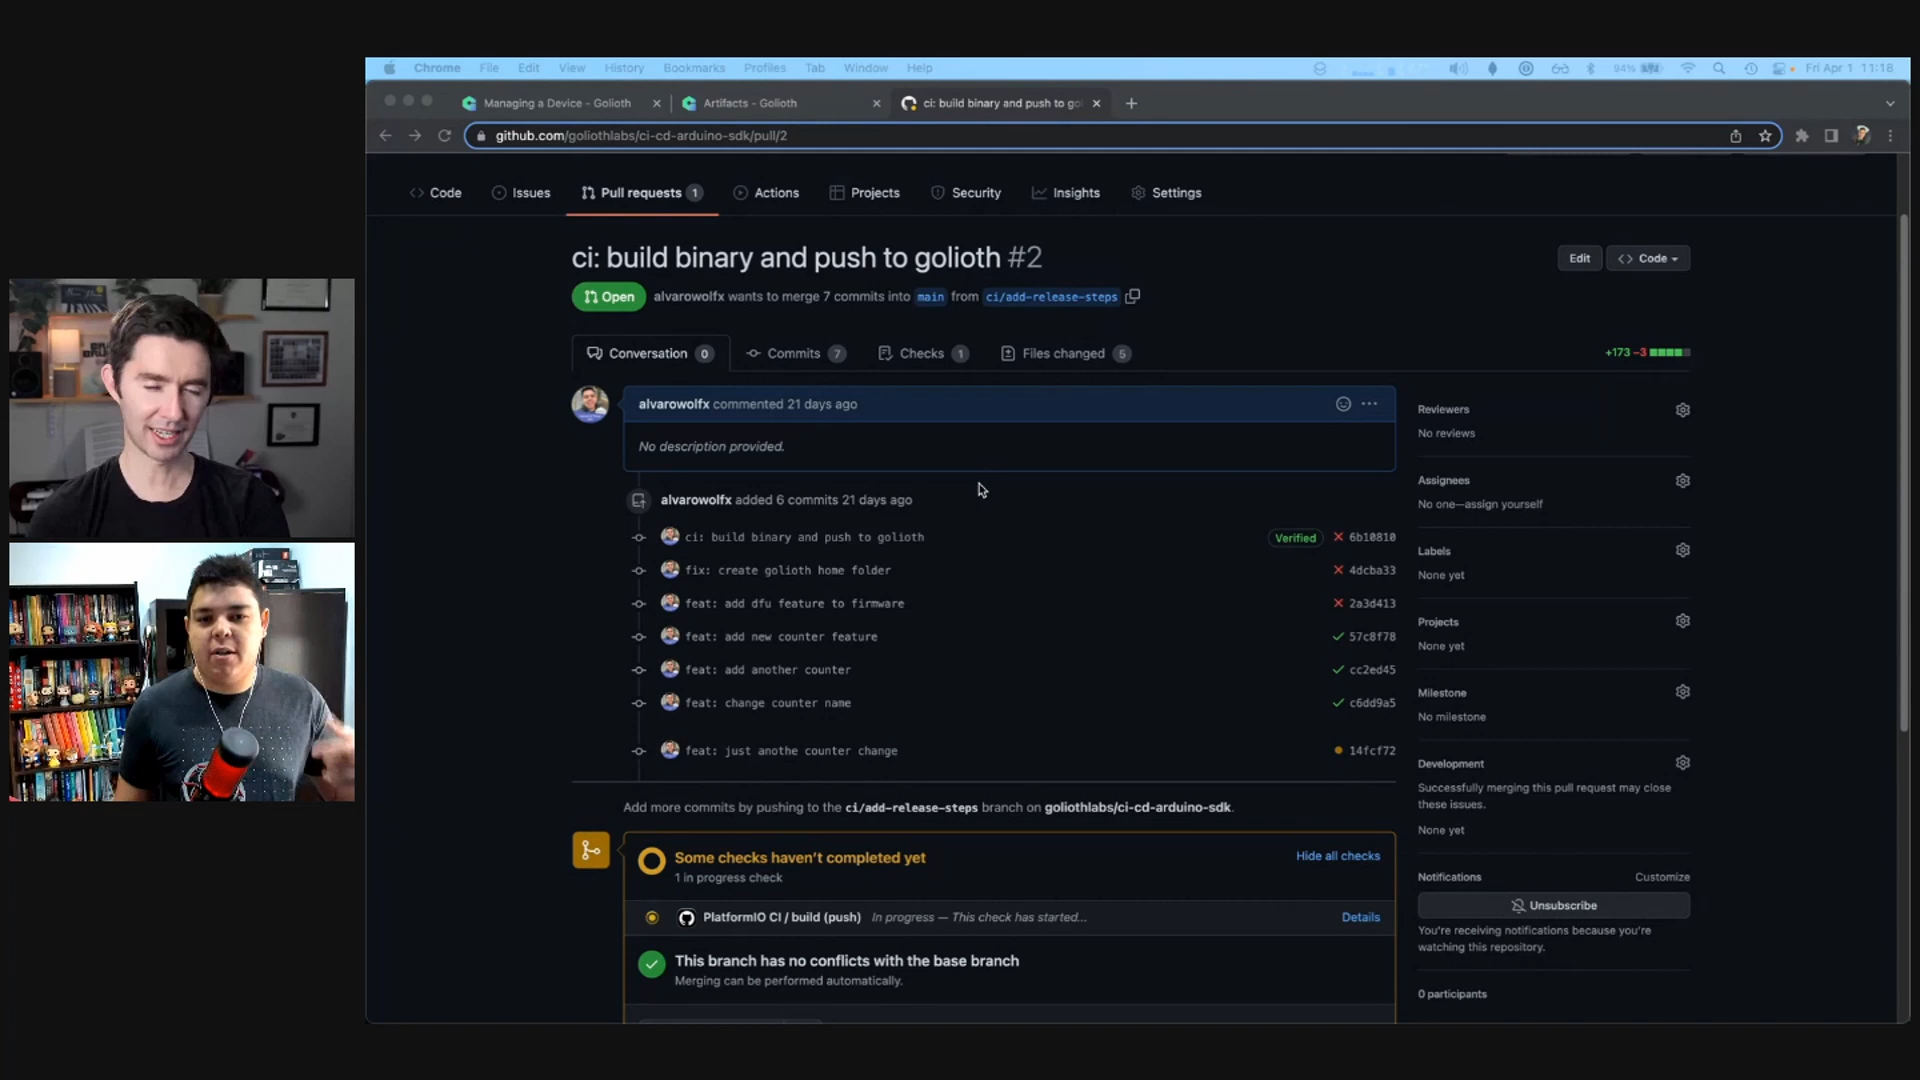 Chrome File Edit View History Bookmarks Profiles Tab Window Help 94% Fri Apr 1 11:18
Managing a Device - Golioth Artifacts - Golioth ci: build binary and push to go
github.com/goliothlabs/ci-cd-arduino-sdk/pull/2
Code Issues Pull requests 1 Actions Projects Security Insights Settings
ci: build binary and push to golioth #2
Edit Code
Open alvarowolfx wants to merge 7 commits into main from ci/add-release-steps
Conversation 0 Commits 7 Checks 1 Files changed 5 +173 −3
alvarowolfx commented 21 days ago
No description provided.
alvarowolfx added 6 commits 21 days ago
ci: build binary and push to golioth Verified 6b10810
fix: create golioth home folder 4dcba33
feat: add dfu feature to firmware 2a3d413
feat: add new counter feature 57c8f78
feat: add another counter cc2ed45
feat: change counter name c6dd9a5
feat: just anothe counter change 14fcf72
Add more commits by pushing to the ci/add-release-steps branch on goliothlabs/ci-cd-arduino-sdk.
Some checks haven't completed yet Hide all checks
1 in progress check
PlatformIO CI / build (push) In progress — This check has started... Details
This branch has no conflicts with the base branch
Merging can be performed automatically.
Reviewers
No reviews
Assignees
No one—assign yourself
Labels
None yet
Projects
None yet
Milestone
No milestone
Development
Successfully merging this pull request may close
these issues.
None yet
Notifications Customize
Unsubscribe
You're receiving notifications because you're
watching this repository.
0 participants